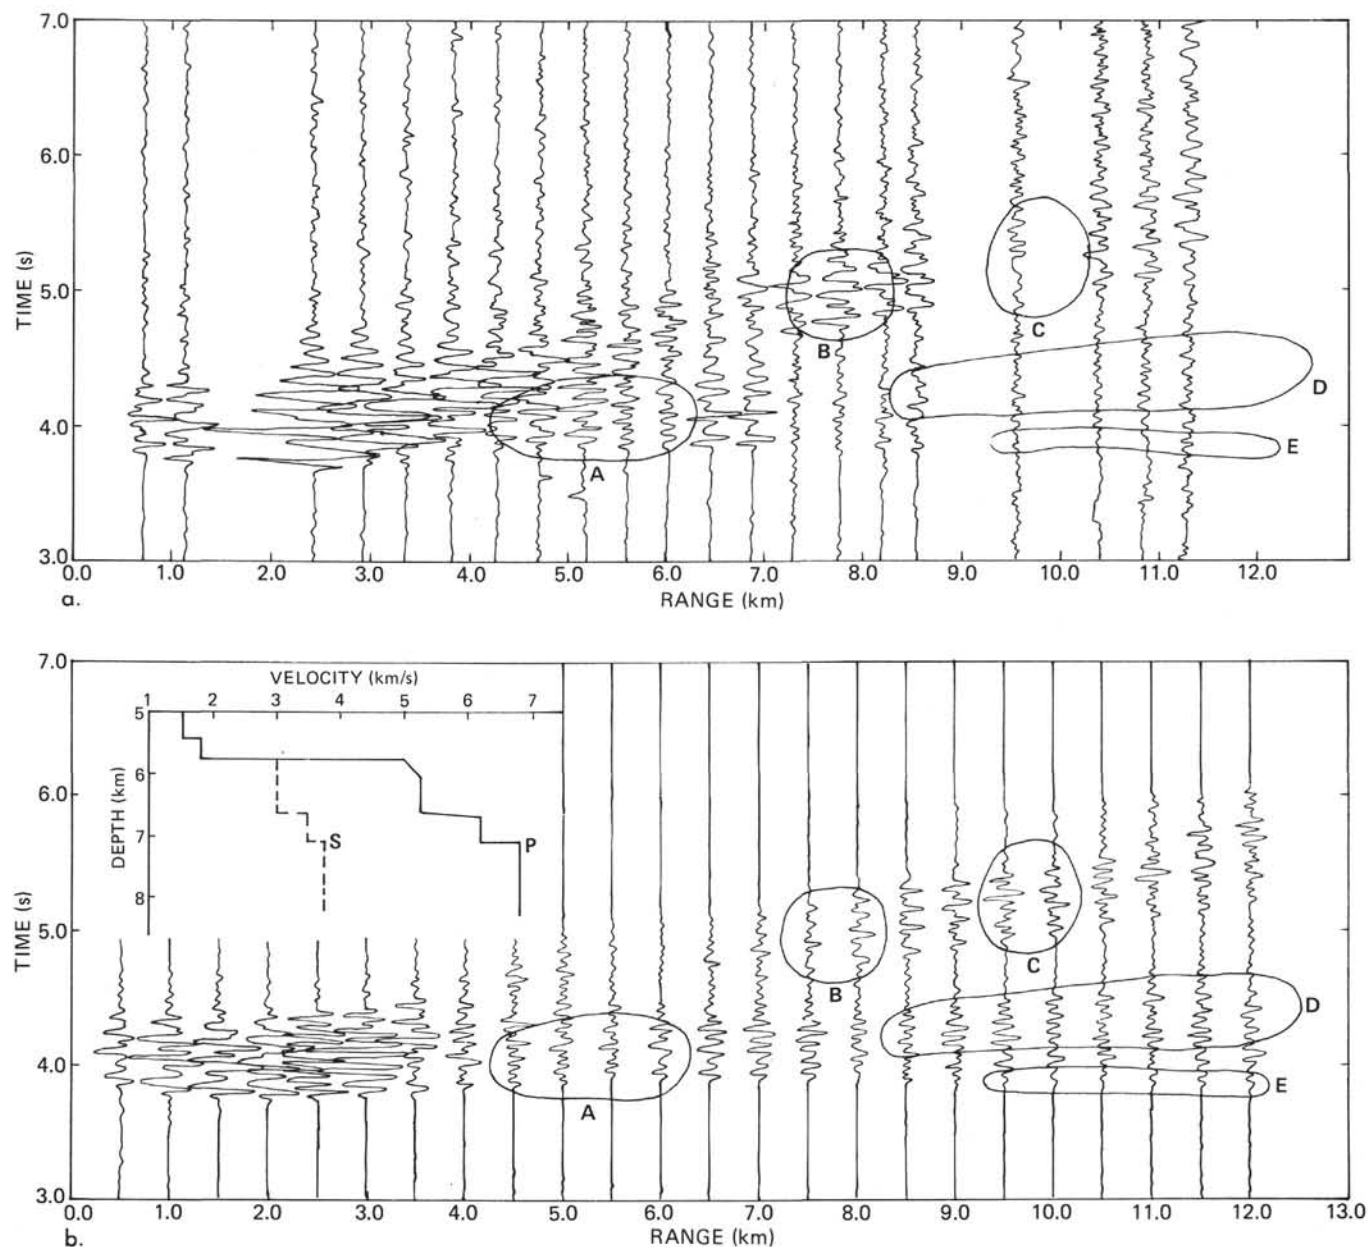 7.0
6.0
5.0
4.0
3.0
TIME (s)
A
B
C
D
E
0.0 1.0 2.0 3.0 4.0 5.0 6.0 7.0 8.0 9.0 10.0 11.0 12.0
a.
RANGE (km)
7.0
6.0
5.0
4.0
3.0
TIME (s)
VELOCITY (km/s)
1 2 3 4 5 6 7
5
6
7
8
DEPTH (km)
S
P
A
B
C
D
E
0.0 1.0 2.0 3.0 4.0 5.0 6.0 7.0 8.0 9.0 10.0 11.0 12.0 13.0
b.
RANGE (km)